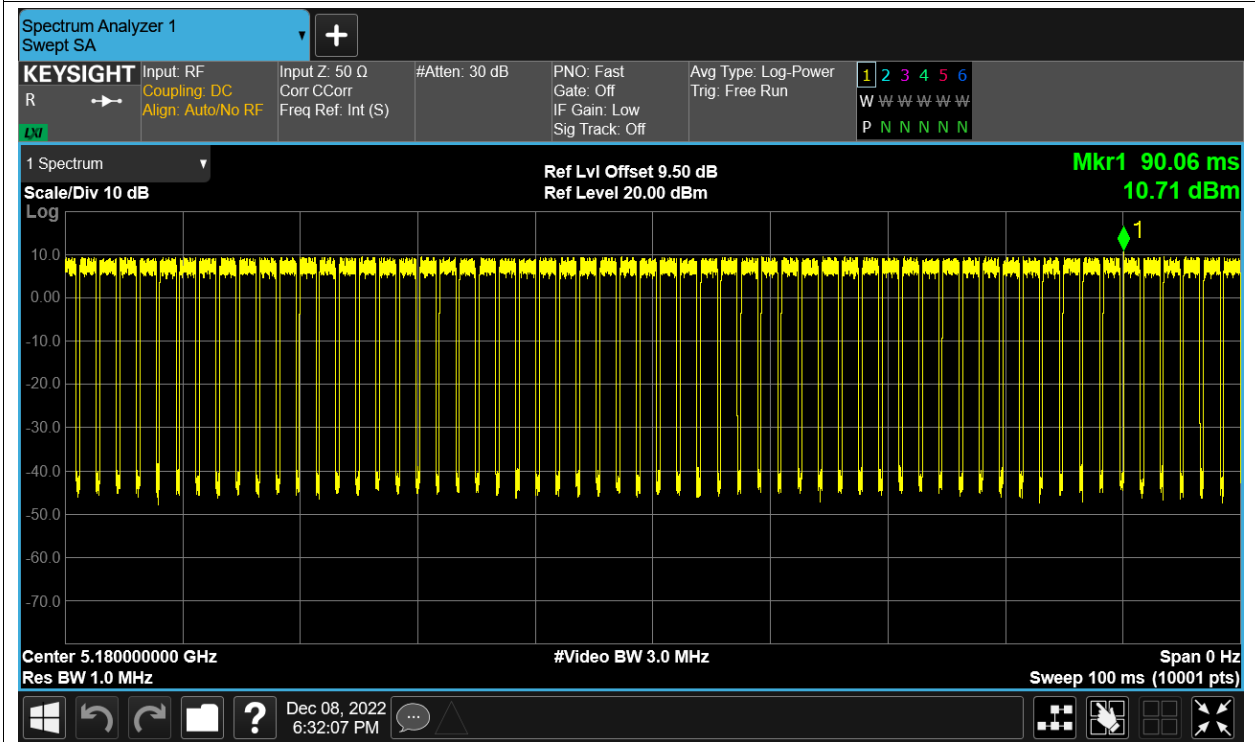 Spectrum Analyzer 1
Swept SA
+
KEYSIGHT
R
LXI
Input: RF
Coupling: DC
Align: Auto/No RF
Input Z: 50 Ω
Corr CCorr
Freq Ref: Int (S)
#Atten: 30 dB
PNO: Fast
Gate: Off
IF Gain: Low
Sig Track: Off
Avg Type: Log-Power
Trig: Free Run
1 2 3 4 5 6
W W W W W W
P N N N N N
1 Spectrum
Scale/Div 10 dB
Log
Ref Lvl Offset 9.50 dB
Ref Level 20.00 dBm
Mkr1 90.06 ms
10.71 dBm
1
10.0
0.00
-10.0
-20.0
-30.0
-40.0
-50.0
-60.0
-70.0
Center 5.180000000 GHz
Res BW 1.0 MHz
#Video BW 3.0 MHz
Span 0 Hz
Sweep 100 ms (10001 pts)
?
Dec 08, 2022
6:32:07 PM